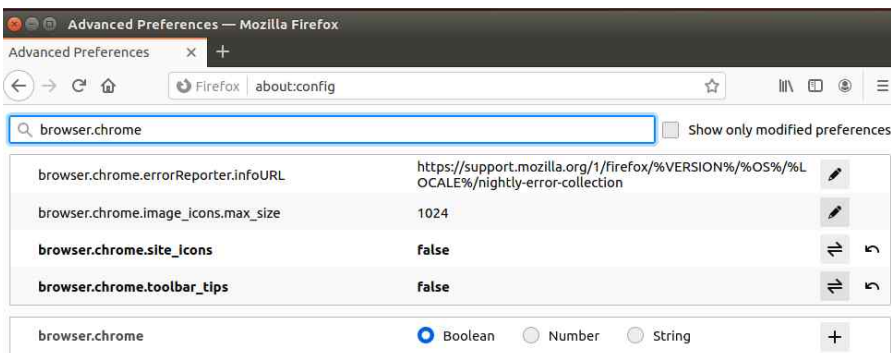 Advanced Preferences — Mozilla Firefox
Advanced Preferences
Firefox about:config
browser.chrome Show only modified preferences
browser.chrome.errorReporter.infoURL https://support.mozilla.org/1/firefox/%VERSION%/%OS%/%L
OCALE%/nightly-error-collection
browser.chrome.image_icons.max_size 1024
browser.chrome.site_icons false
browser.chrome.toolbar_tips false
browser.chrome Boolean Number String